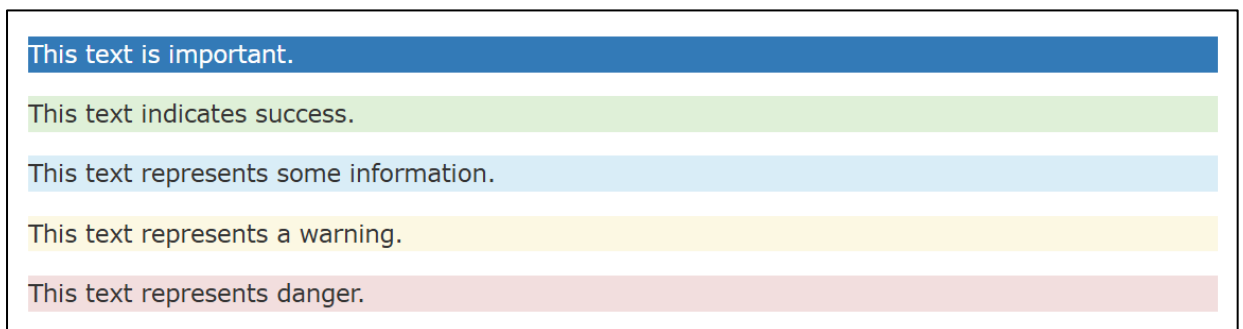 This text is important.
This text indicates success.
This text represents some information.
This text represents a warning.
This text represents danger.